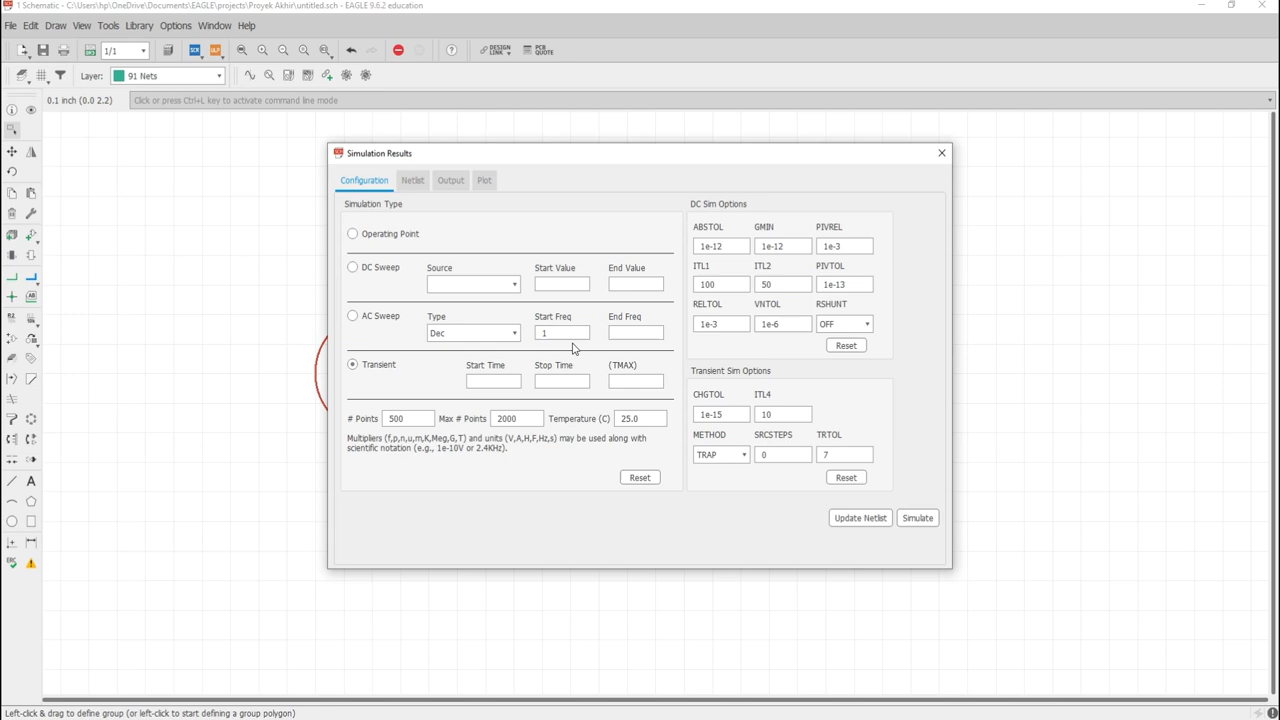 1 Schematic - C:\Users\hp\OneDrive\Documents\EAGLE\projects\Proyek Akhir\untitled.sch - EAGLE 9.6.2 education
File Edit Draw View Tools Library Options Window Help
1/1 SCR ULP DESIGN LINK PCB QUOTE
Layer: 91 Nets
0.1 inch (0.0 2.2) Click or press Ctrl+L key to activate command line mode
Simulation Results
Configuration Netlist Output Plot
Simulation Type
Operating Point
DC Sweep Source Start Value End Value
AC Sweep Type Start Freq End Freq
Dec 1
Transient Start Time Stop Time (TMAX)
# Points 500 Max # Points 2000 Temperature (C) 25.0
Multipliers (f,p,n,u,m,K,Meg,G,T) and units (V,A,H,F,Hz,s) may be used along with
scientific notation (e.g., 1e-10V or 2.4KHz).
Reset
DC Sim Options
ABSTOL GMIN PIVREL
1e-12 1e-12 1e-3
ITL1 ITL2 PIVTOL
100 50 1e-13
RELTOL VNTOL RSHUNT
1e-3 1e-6 OFF
Reset
Transient Sim Options
CHGTOL ITL4
1e-15 10
METHOD SRCSTEPS TRTOL
TRAP 0 7
Reset
Update Netlist Simulate
ERC
Left-click & drag to define group (or left-click to start defining a group polygon)